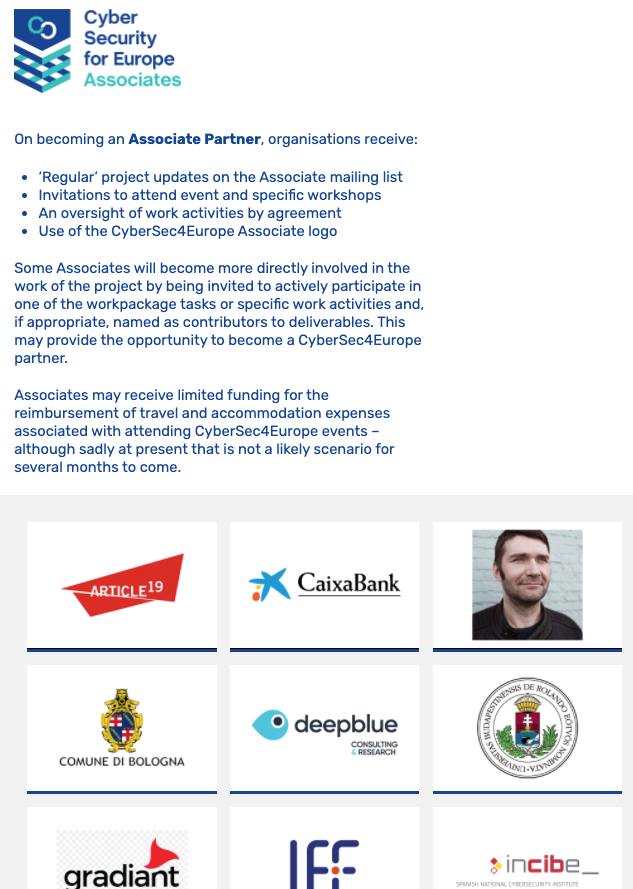 Cyber
Security
for Europe
Associates
On becoming an Associate Partner, organisations receive:
• ‘Regular’ project updates on the Associate mailing list
• Invitations to attend event and specific workshops
• An oversight of work activities by agreement
• Use of the CyberSec4Europe Associate logo
Some Associates will become more directly involved in the
work of the project by being invited to actively participate in
one of the workpackage tasks or specific work activities and,
if appropriate, named as contributors to deliverables. This
may provide the opportunity to become a CyberSec4Europe
partner.
Associates may receive limited funding for the
reimbursement of travel and accommodation expenses
associated with attending CyberSec4Europe events –
although sadly at present that is not a likely scenario for
several months to come.
ARTICLE 19
CaixaBank
COMUNE DI BOLOGNA
deepblue
CONSULTING
& RESEARCH
UNIVERSITAS BUDAPESTINENSIS DE ROLANDO EÖTVÖS NOMINATA
gradiant
IFF
incibe_
SPANISH NATIONAL CYBERSECURITY INSTITUTE